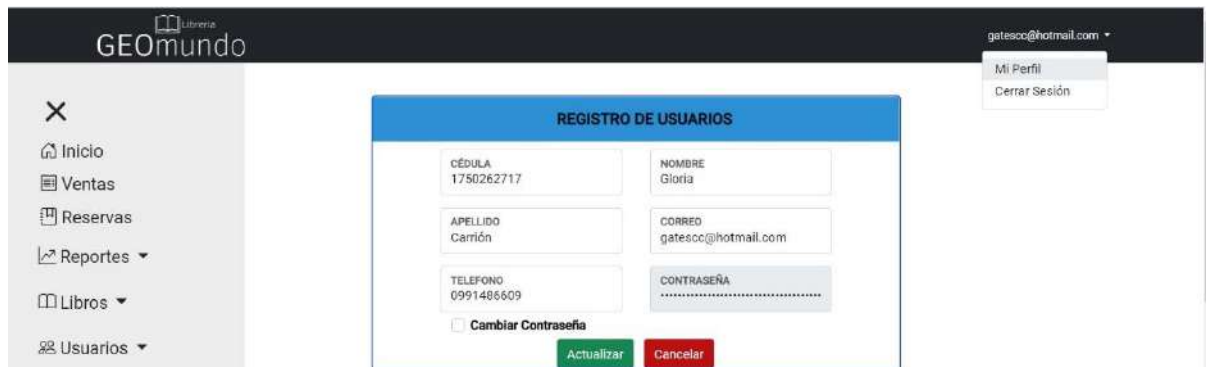 Libreria
GEOmundo
gatescc@hotmail.com
Mi Perfil
Cerrar Sesión
Inicio
Ventas
Reservas
Reportes
Libros
Usuarios
REGISTRO DE USUARIOS
CÉDULA
1750262717
NOMBRE
Gloria
APELLIDO
Carrión
CORREO
gatescc@hotmail.com
TELEFONO
0991486609
CONTRASEÑA
Cambiar Contraseña
Actualizar
Cancelar